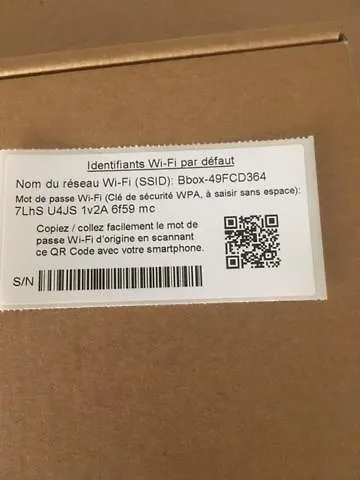 Identifiants Wi-Fi par défaut
Nom du réseau Wi-Fi (SSID): Bbox-49FCD364
Mot de passe Wi-Fi (Clé de sécurité WPA, à saisir sans espace):
7LhS U4JS 1v2A 6f59 mc
Copiez / collez facilement le mot de
passe Wi-Fi d'origine en scannant
ce QR Code avec votre smartphone.
S/N